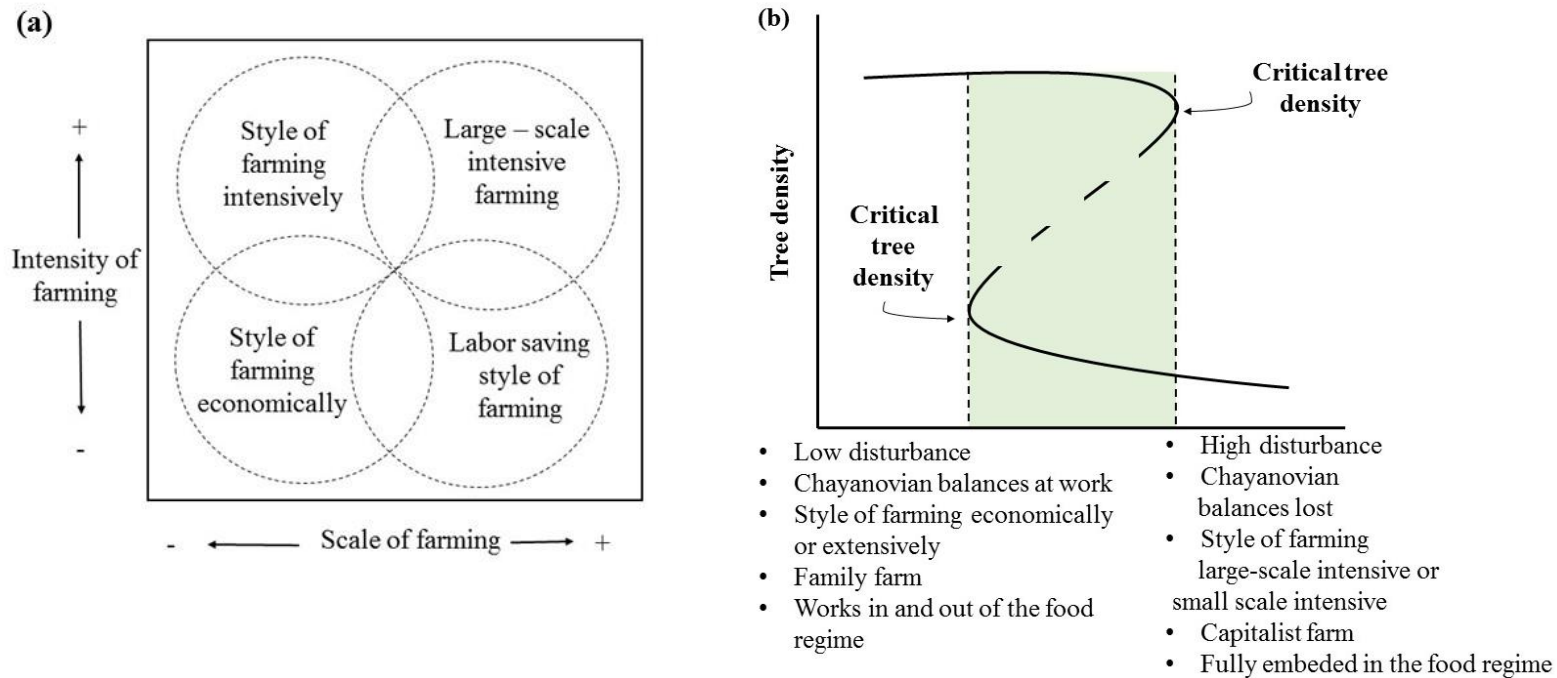 (a)
Style of
farming
intensively
Large – scale
intensive
farming
Style of
farming
economically
Labor saving
style of
farming
+
Intensity of
farming
-
- Scale of farming +
(b)
Tree density
Critical tree
density
Critical
tree
density
• Low disturbance
• Chayanovian balances at work
• Style of farming economically
or extensively
• Family farm
• Works in and out of the food
regime
• High disturbance
• Chayanovian
balances lost
• Style of farming
large-scale intensive or
small scale intensive
• Capitalist farm
• Fully embeded in the food regime